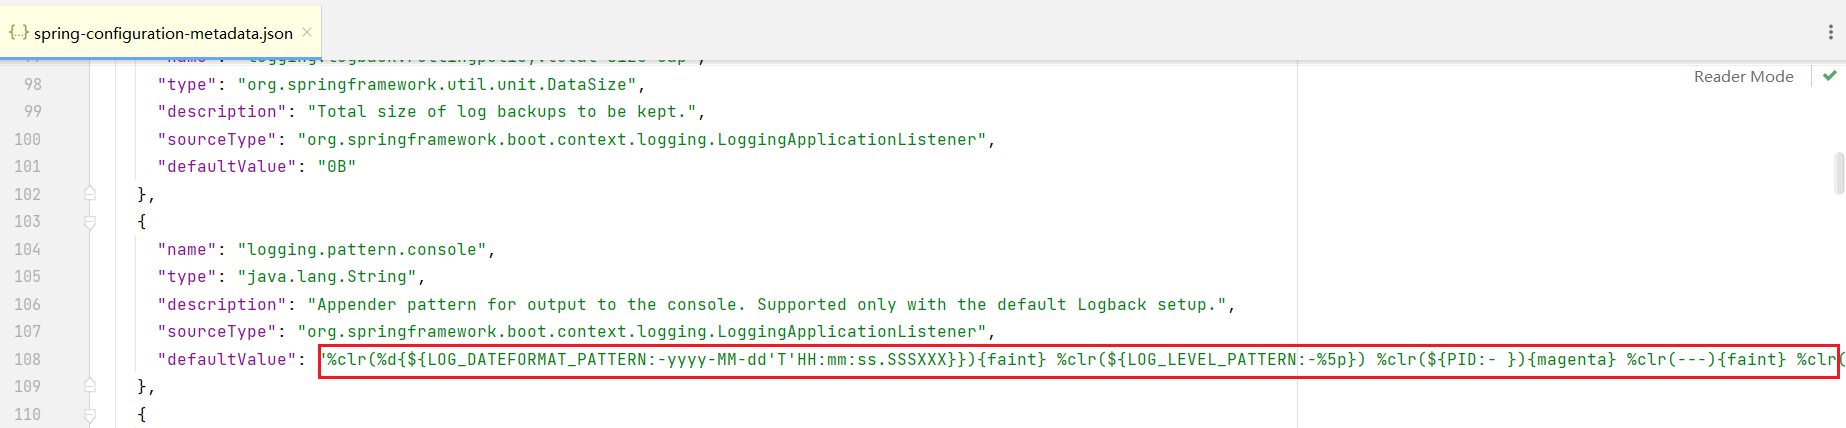 spring-configuration-metadata.json
Reader Mode
98 "type": "org.springframework.util.unit.DataSize",
99 "description": "Total size of log backups to be kept.",
100 "sourceType": "org.springframework.boot.context.logging.LoggingApplicationListener",
101 "defaultValue": "0B"
102 },
103 {
104 "name": "logging.pattern.console",
105 "type": "java.lang.String",
106 "description": "Appender pattern for output to the console. Supported only with the default Logback setup.",
107 "sourceType": "org.springframework.boot.context.logging.LoggingApplicationListener",
108 "defaultValue": "%clr(%d{${LOG_DATEFORMAT_PATTERN:-yyyy-MM-dd'T'HH:mm:ss.SSSXXX}}){faint} %clr(${LOG_LEVEL_PATTERN:-%5p}) %clr(${PID:- }){magenta} %clr(---){faint} %clr(
109 },
110 {